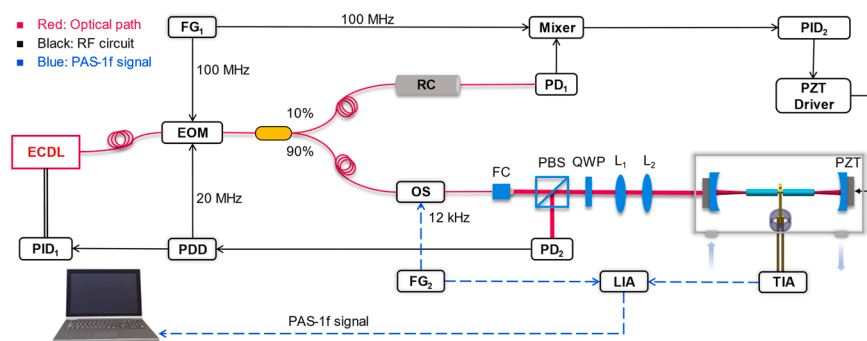 Red: Optical path
Black: RF circuit
Blue: PAS-1f signal
FG₁
100 MHz
Mixer
PID₂
100 MHz
RC
PD₁
PZT
Driver
10%
EOM
90%
ECDL
FC
PBS
QWP
L₁
L₂
PZT
OS
20 MHz
12 kHz
PID₁
PDD
PD₂
FG₂
LIA
TIA
PAS-1f signal